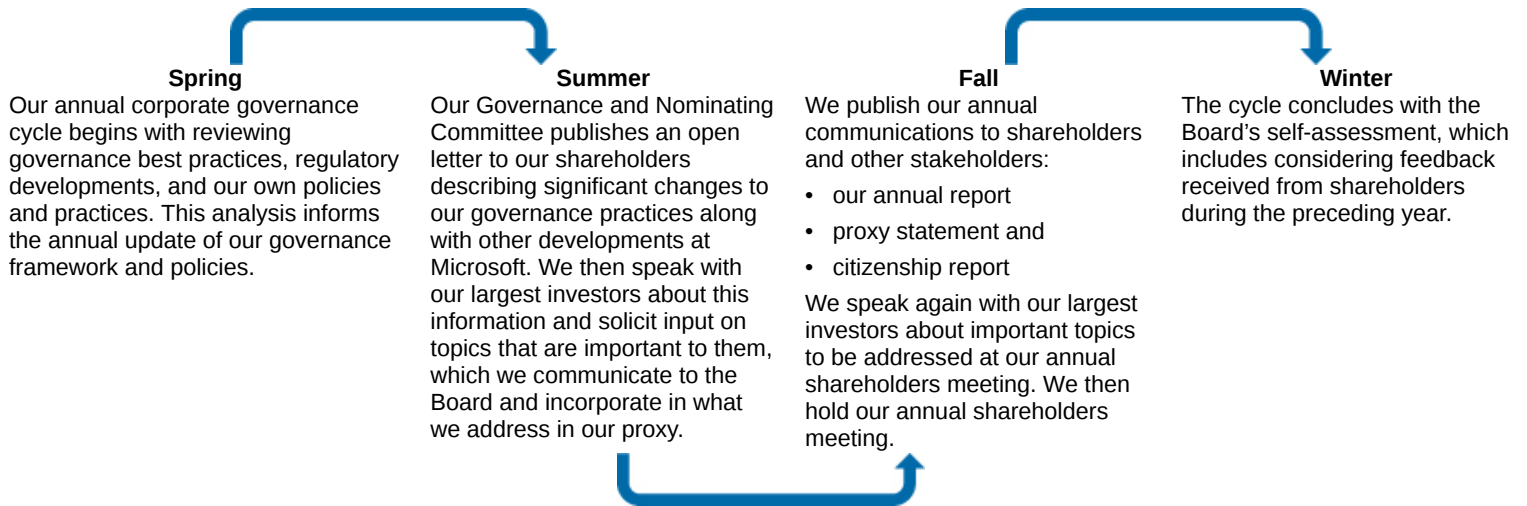 Spring
Our annual corporate governance
cycle begins with reviewing
governance best practices, regulatory
developments, and our own policies
and practices. This analysis informs
the annual update of our governance
framework and policies.
Summer
Our Governance and Nominating
Committee publishes an open
letter to our shareholders
describing significant changes to
our governance practices along
with other developments at
Microsoft. We then speak with
our largest investors about this
information and solicit input on
topics that are important to them,
which we communicate to the
Board and incorporate in what
we address in our proxy.
Fall
We publish our annual
communications to shareholders
and other stakeholders:
• our annual report
• proxy statement and
• citizenship report
We speak again with our largest
investors about important topics
to be addressed at our annual
shareholders meeting. We then
hold our annual shareholders
meeting.
Winter
The cycle concludes with the
Board’s self-assessment, which
includes considering feedback
received from shareholders
during the preceding year.